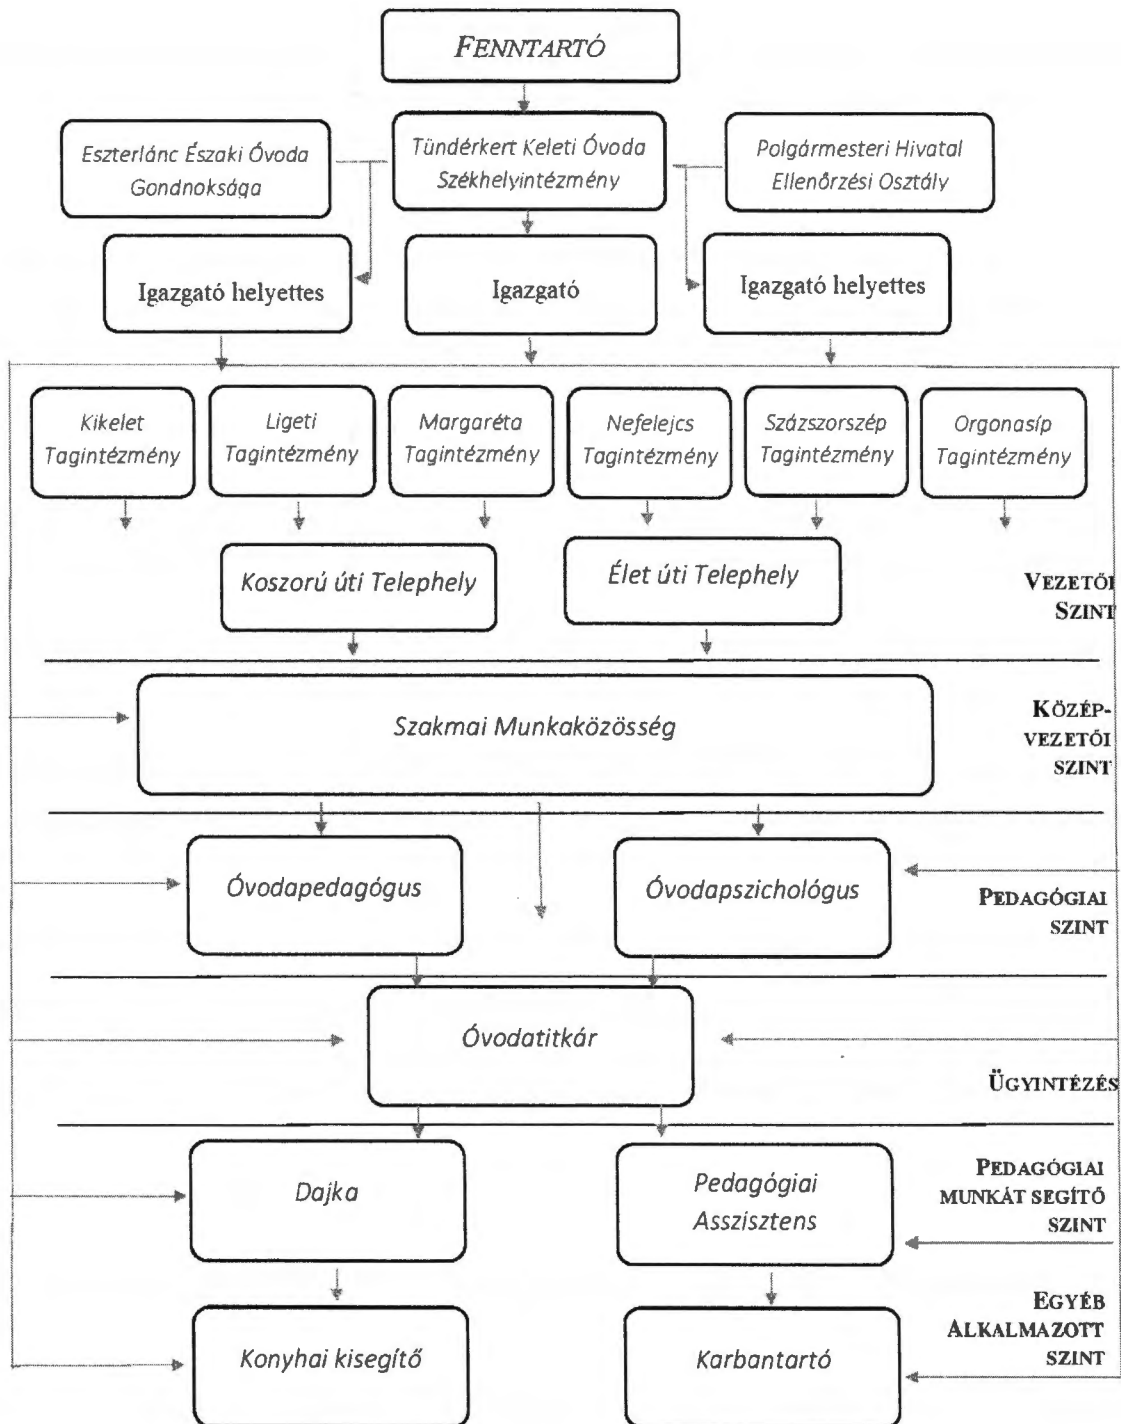 FENNTARTÓ
Eszterlánc Északi Óvoda
Gondnoksága
Tündérkert Keleti Óvoda
Székhelyintézmény
Polgármesteri Hivatal
Ellenőrzési Osztály
Igazgató helyettes
Igazgató
Igazgató helyettes
Kikelet
Tagintézmény
Ligeti
Tagintézmény
Margaréta
Tagintézmény
Nefelejcs
Tagintézmény
Százszorszép
Tagintézmény
Orgonasíp
Tagintézmény
Koszorú úti Telephely
Élet úti Telephely
VEZETŐI
SZINT
Szakmai Munkaközösség
KÖZÉP-
VEZETŐI
SZINT
Óvodapedagógus
Óvodapszichológus
PEDAGÓGIAI
SZINT
Óvodatitkár
ÜGYINTÉZÉS
Dajka
Pedagógiai
Asszisztens
PEDAGÓGIAI
MUNKÁT SEGÍTŐ
SZINT
Konyhai kisegítő
Karbantartó
EGYÉB
ALKALMAZOTT
SZINT